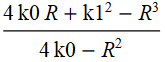 4 k0 R + k1² − R³
4 k0 − R²